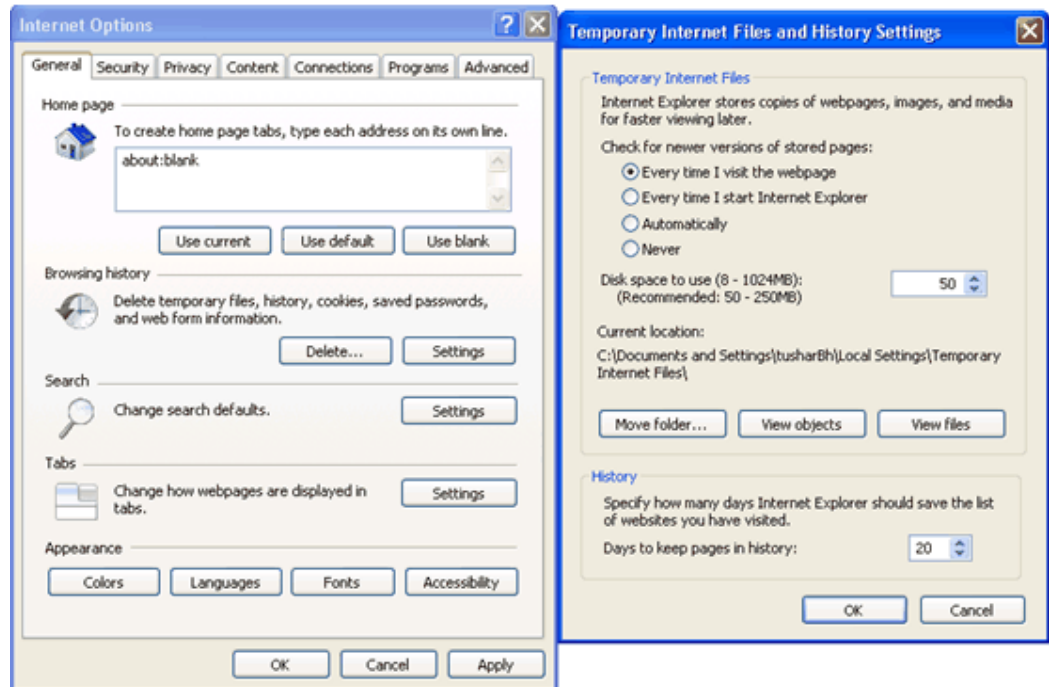 Internet Options
General Security Privacy Content Connections Programs Advanced
Home page
To create home page tabs, type each address on its own line.
about:blank
Use current Use default Use blank
Browsing history
Delete temporary files, history, cookies, saved passwords,
and web form information.
Delete... Settings
Search
Change search defaults.
Settings
Tabs
Change how webpages are displayed in
tabs.
Settings
Appearance
Colors Languages Fonts Accessibility
OK Cancel Apply
Temporary Internet Files and History Settings
Temporary Internet Files
Internet Explorer stores copies of webpages, images, and media
for faster viewing later.
Check for newer versions of stored pages:
Every time I visit the webpage
Every time I start Internet Explorer
Automatically
Never
Disk space to use (8 - 1024MB):
(Recommended: 50 - 250MB)
50
Current location:
C:\Documents and Settings\tusharBh\Local Settings\Temporary
Internet Files\
Move folder... View objects View files
History
Specify how many days Internet Explorer should save the list
of websites you have visited.
Days to keep pages in history: 20
OK Cancel